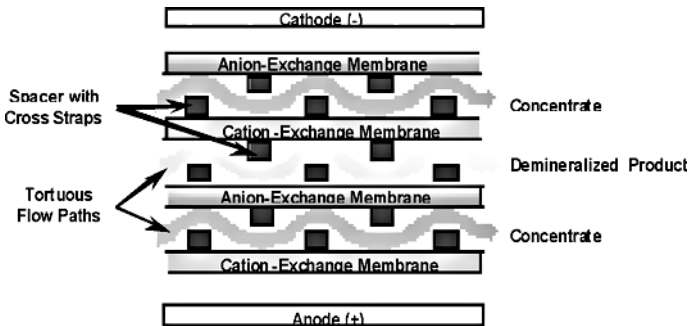 Cathode (-)
Anion-Exchange Membrane
Spacer with
Cross Straps
Concentrate
Cation -Exchange Membrane
Demineralized Product
Tortuous
Flow Paths
Anion-Exchange Membrane
Concentrate
Cation -Exchange Membrane
Anode (+)